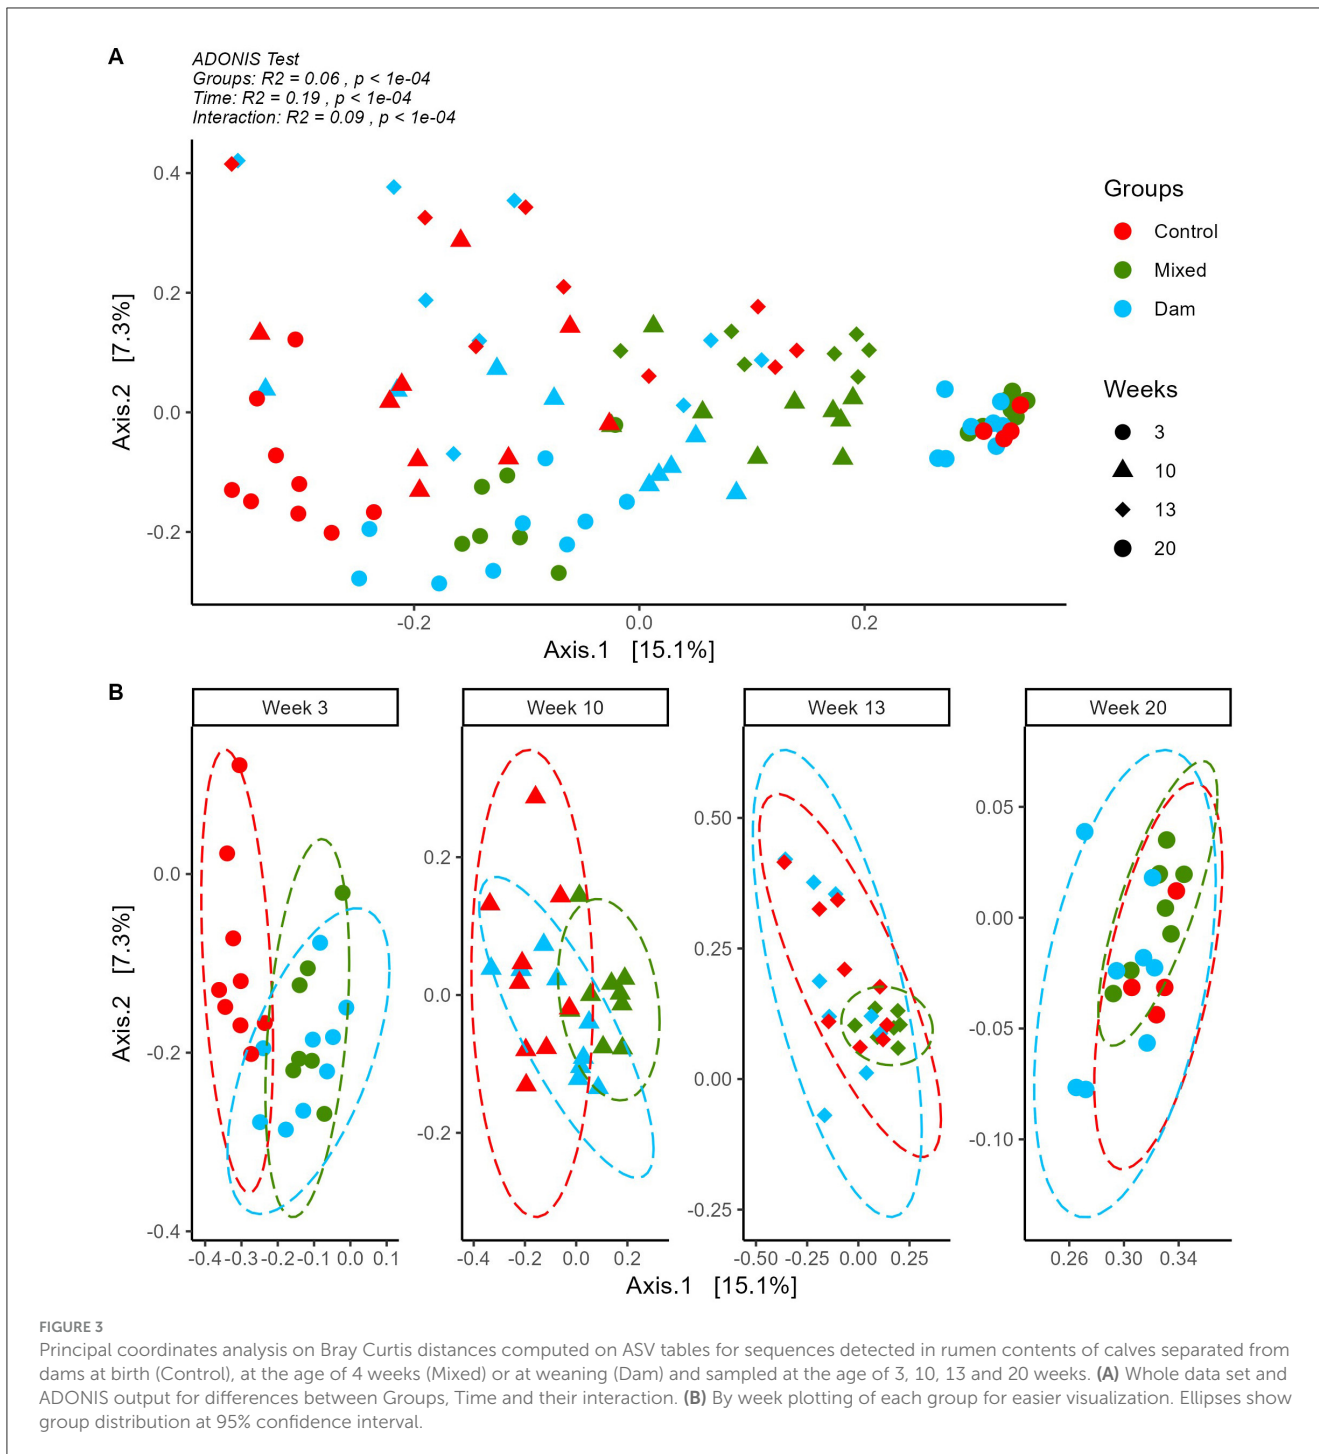 A
ADONIS Test
Groups: R2 = 0.06 , p < 1e-04
Time: R2 = 0.19 , p < 1e-04
Interaction: R2 = 0.09 , p < 1e-04
0.4
0.2
0.0
-0.2
Axis.2 [7.3%]
-0.2 0.0 0.2
Axis.1 [15.1%]
Groups
Control
Mixed
Dam
Weeks
3
10
13
20
B
Week 3 Week 10 Week 13 Week 20
Axis.2 [7.3%]
0.0
-0.2
-0.4
-0.4 -0.3 -0.2 -0.1 0.0 0.1
0.2
0.0
-0.2
-0.4 -0.2 0.0 0.2
0.50
0.25
0.00
-0.25
-0.50 -0.25 0.00 0.25
0.05
0.00
-0.05
-0.10
0.26 0.30 0.34
Axis.1 [15.1%]
FIGURE 3
Principal coordinates analysis on Bray Curtis distances computed on ASV tables for sequences detected in rumen contents of calves separated from
dams at birth (Control), at the age of 4 weeks (Mixed) or at weaning (Dam) and sampled at the age of 3, 10, 13 and 20 weeks. (A) Whole data set and
ADONIS output for differences between Groups, Time and their interaction. (B) By week plotting of each group for easier visualization. Ellipses show
group distribution at 95% confidence interval.